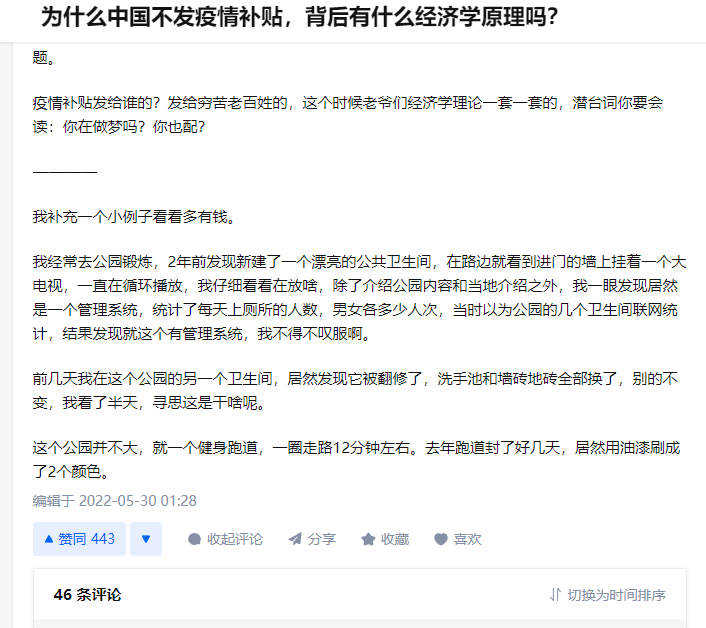 为什么中国不发疫情补贴，背后有什么经济学原理吗？
题。
疫情补贴发给谁的？发给穷苦老百姓的，这个时候老爷们经济学理论一套一套的，潜台词你要会
读：你在做梦吗？你也配？
————
我补充一个小例子看看多有钱。
我经常去公园锻炼，2年前发现新建了一个漂亮的公共卫生间，在路边就看到进门的墙上挂着一个大
电视，一直在循环播放，我仔细看看在放啥，除了介绍公园内容和当地介绍之外，我一眼发现居然
是一个管理系统，统计了每天上厕所的人数，男女各多少人次，当时以为公园的几个卫生间联网统
计，结果发现就这个有管理系统，我不得不叹服啊。
前几天我在这个公园的另一个卫生间，居然发现它被翻修了，洗手池和墙砖地砖全部换了，别的不
变，我看了半天，寻思这是干啥呢。
这个公园并不大，就一个健身跑道，一圈走路12分钟左右。去年跑道封了好几天，居然用油漆刷成
了2个颜色。
编辑于 2022-05-30 01:28
赞同 443 收起评论 分享 收藏 喜欢
46 条评论 切换为时间排序